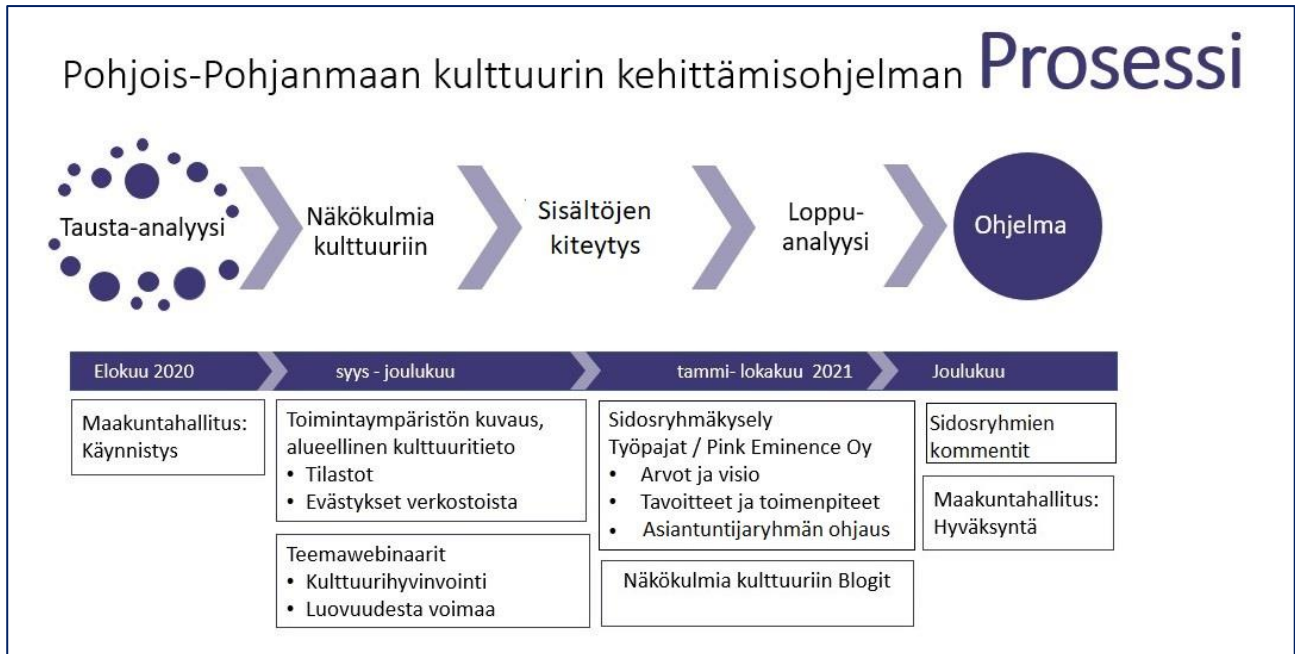 Pohjois-Pohjanmaan kulttuurin kehittämisohjelman Prosessi
Tausta-analyysi
Näkökulmia
kulttuuriin
Sisältöjen
kiteytys
Loppu-
analyysi
Ohjelma
Elokuu 2020
syys - joulukuu
tammi- lokakuu 2021
Joulukuu
Maakuntahallitus:
Käynnistys
Toimintaympäristön kuvaus,
alueellinen kulttuuritieto
• Tilastot
• Evästykset verkostoista
Teemawebinaarit
• Kulttuurihyvinvointi
• Luovuudesta voimaa
Sidosryhmäkysely
Työpajat / Pink Eminence Oy
• Arvot ja visio
• Tavoitteet ja toimenpiteet
• Asiantuntijaryhmän ohjaus
Näkökulmia kulttuuriin Blogit
Sidosryhmien
kommentit
Maakuntahallitus:
Hyväksyntä